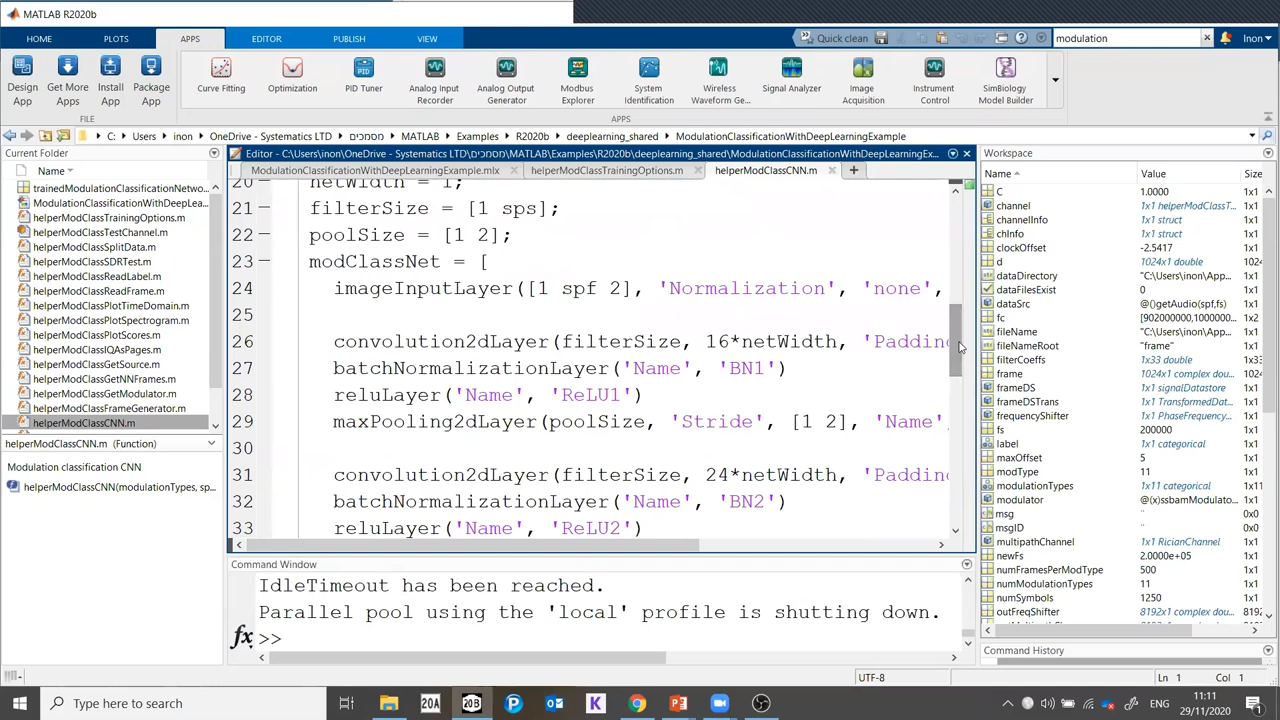 MATLAB R2020b
HOME PLOTS APPS EDITOR PUBLISH VIEW
Quick clean
modulation
Inon
Design App
Get More Apps
Install App
Package App
Curve Fitting
Optimization
PID Tuner
Analog Input Recorder
Analog Output Generator
Modbus Explorer
System Identification
Wireless Waveform Ge...
Signal Analyzer
Image Acquisition
Instrument Control
SimBiology Model Builder
FILE
APPS
C: Users inon OneDrive - Systematics LTD מסמכים MATLAB Examples R2020b deeplearning_shared ModulationClassificationWithDeepLearningExample
Current Folder
Name
trainedModulationClassificationNetwo...
ModulationClassificationWithDeepLea...
helperModClassTrainingOptions.m
helperModClassTestChannel.m
helperModClassSplitData.m
helperModClassSDRTest.m
helperModClassReadLabel.m
helperModClassReadFrame.m
helperModClassPlotTimeDomain.m
helperModClassPlotSpectrogram.m
helperModClassPlotScores.m
helperModClassIQAsPages.m
helperModClassGetSource.m
helperModClassGetNNFrames.m
helperModClassGetModulator.m
helperModClassFrameGenerator.m
helperModClassCNN.m
helperModClassCNN.m (Function)
Modulation classification CNN
helperModClassCNN(modulationTypes, sp...
Editor - C:\Users\inon\OneDrive - Systematics LTD\מסמכים\MATLAB\Examples\R2020b\deeplearning_shared\ModulationClassificationWithDeepLearningEx...
ModulationClassificationWithDeepLearningExample.mlx
helperModClassTrainingOptions.m
helperModClassCNN.m
20 netWidth = 1;
21 filterSize = [1 sps];
22 poolSize = [1 2];
23 modClassNet = [
24 imageInputLayer([1 spf 2], 'Normalization', 'none',
25
26 convolution2dLayer(filterSize, 16*netWidth, 'Padding
27 batchNormalizationLayer('Name', 'BN1')
28 reluLayer('Name', 'ReLU1')
29 maxPooling2dLayer(poolSize, 'Stride', [1 2], 'Name'
30
31 convolution2dLayer(filterSize, 24*netWidth, 'Padding
32 batchNormalizationLayer('Name', 'BN2')
33 reluLayer('Name', 'ReLU2')
Command Window
IdleTimeout has been reached.
Parallel pool using the 'local' profile is shutting down.
fx >>
Workspace
Name Value Size
C 1.0000 1x1
channel 1x1 helperModClassT... 1x1
channelInfo 1x1 struct 1x1
chInfo 1x1 struct 1x1
clockOffset -2.5417 1x1
d 1024x1 double 1024
dataDirectory "C:\Users\inon\App... 1x1
dataFilesExist 0 1x1
dataSrc @()getAudio(spf,fs) 1x1
fc [902000000,1000000... 1x2
fileName "C:\Users\inon\App... 1x1
fileNameRoot "frame" 1x1
filterCoeffs 1x33 double 1x33
frame 1024x1 complex dou... 1024
frameDS 1x1 signalDatastore 1x1
frameDSTrans 1x1 TransformedDat... 1x1
frequencyShifter 1x1 PhaseFrequency... 1x1
fs 200000 1x1
label 1x1 categorical 1x1
maxOffset 5 1x1
modType 11 1x1
modulationTypes 1x11 categorical 1x11
modulator @(x)ssbamModulato... 1x1
msg '' 0x0
msgID '' 0x0
multipathChannel 1x1 RicianChannel 1x1
newFs 2.0000e+05 1x1
numFramesPerModType 500 1x1
numModulationTypes 11 1x1
numSymbols 1250 1x1
outFreqShifter 8192x1 complex dou... 8192
Command History
UTF-8
Ln 1 Col 1
Type here to search
20A
20B
11:11
29/11/2020